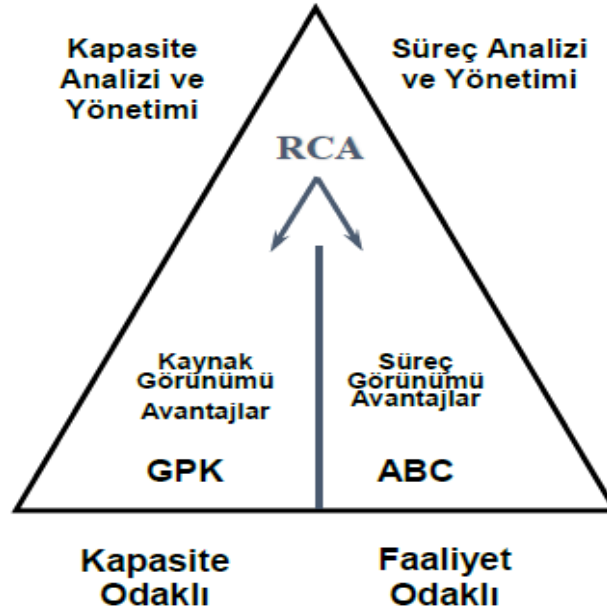 Kapasite
Analizi ve
Yönetimi
Süreç Analizi
ve Yönetimi
RCA
Kaynak
Görünümü
Avantajlar
Süreç
Görünümü
Avantajlar
GPK
ABC
Kapasite
Odaklı
Faaliyet
Odaklı